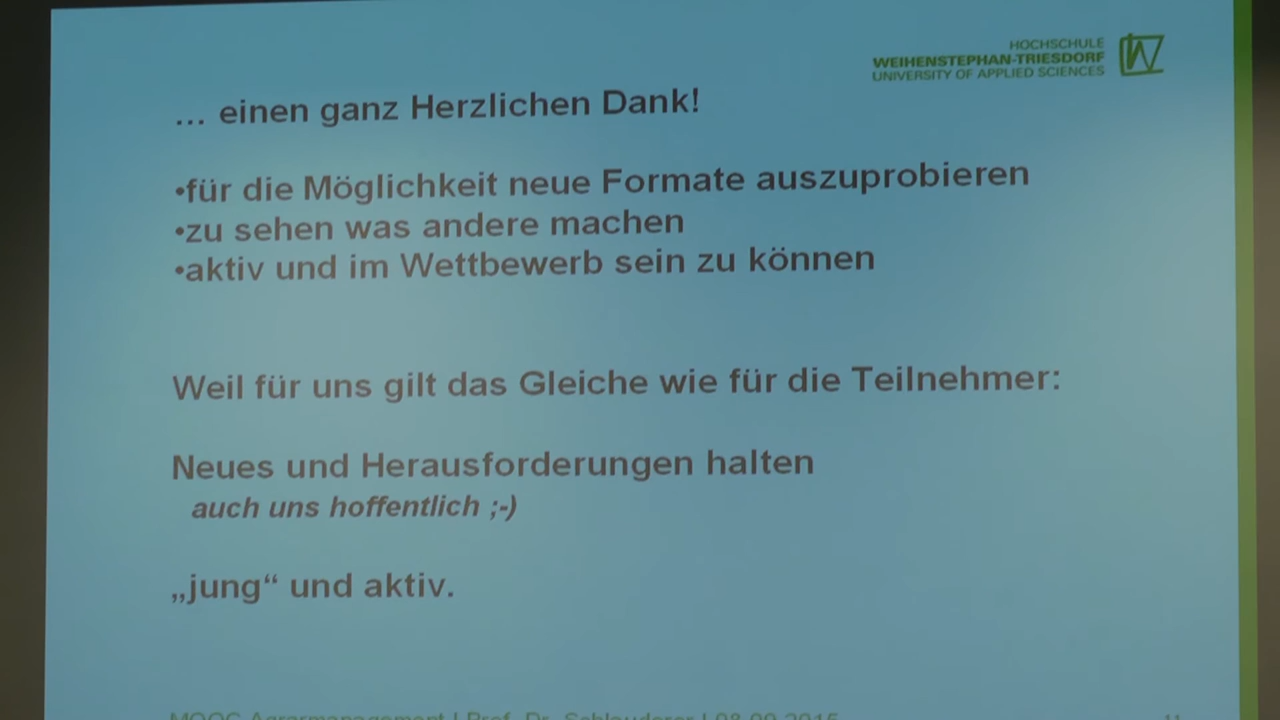 HOCHSCHULE
WEIHENSTEPHAN-TRIESDORF
UNIVERSITY OF APPLIED SCIENCES
... einen ganz Herzlichen Dank!
•für die Möglichkeit neue Formate auszuprobieren
•zu sehen was andere machen
•aktiv und im Wettbewerb sein zu können
Weil für uns gilt das Gleiche wie für die Teilnehmer:
Neues und Herausforderungen halten
auch uns hoffentlich ;-)
„jung“ und aktiv.
MOOC Agrarmanagement | Prof. Dr. Schlauderer | 08.09.2015